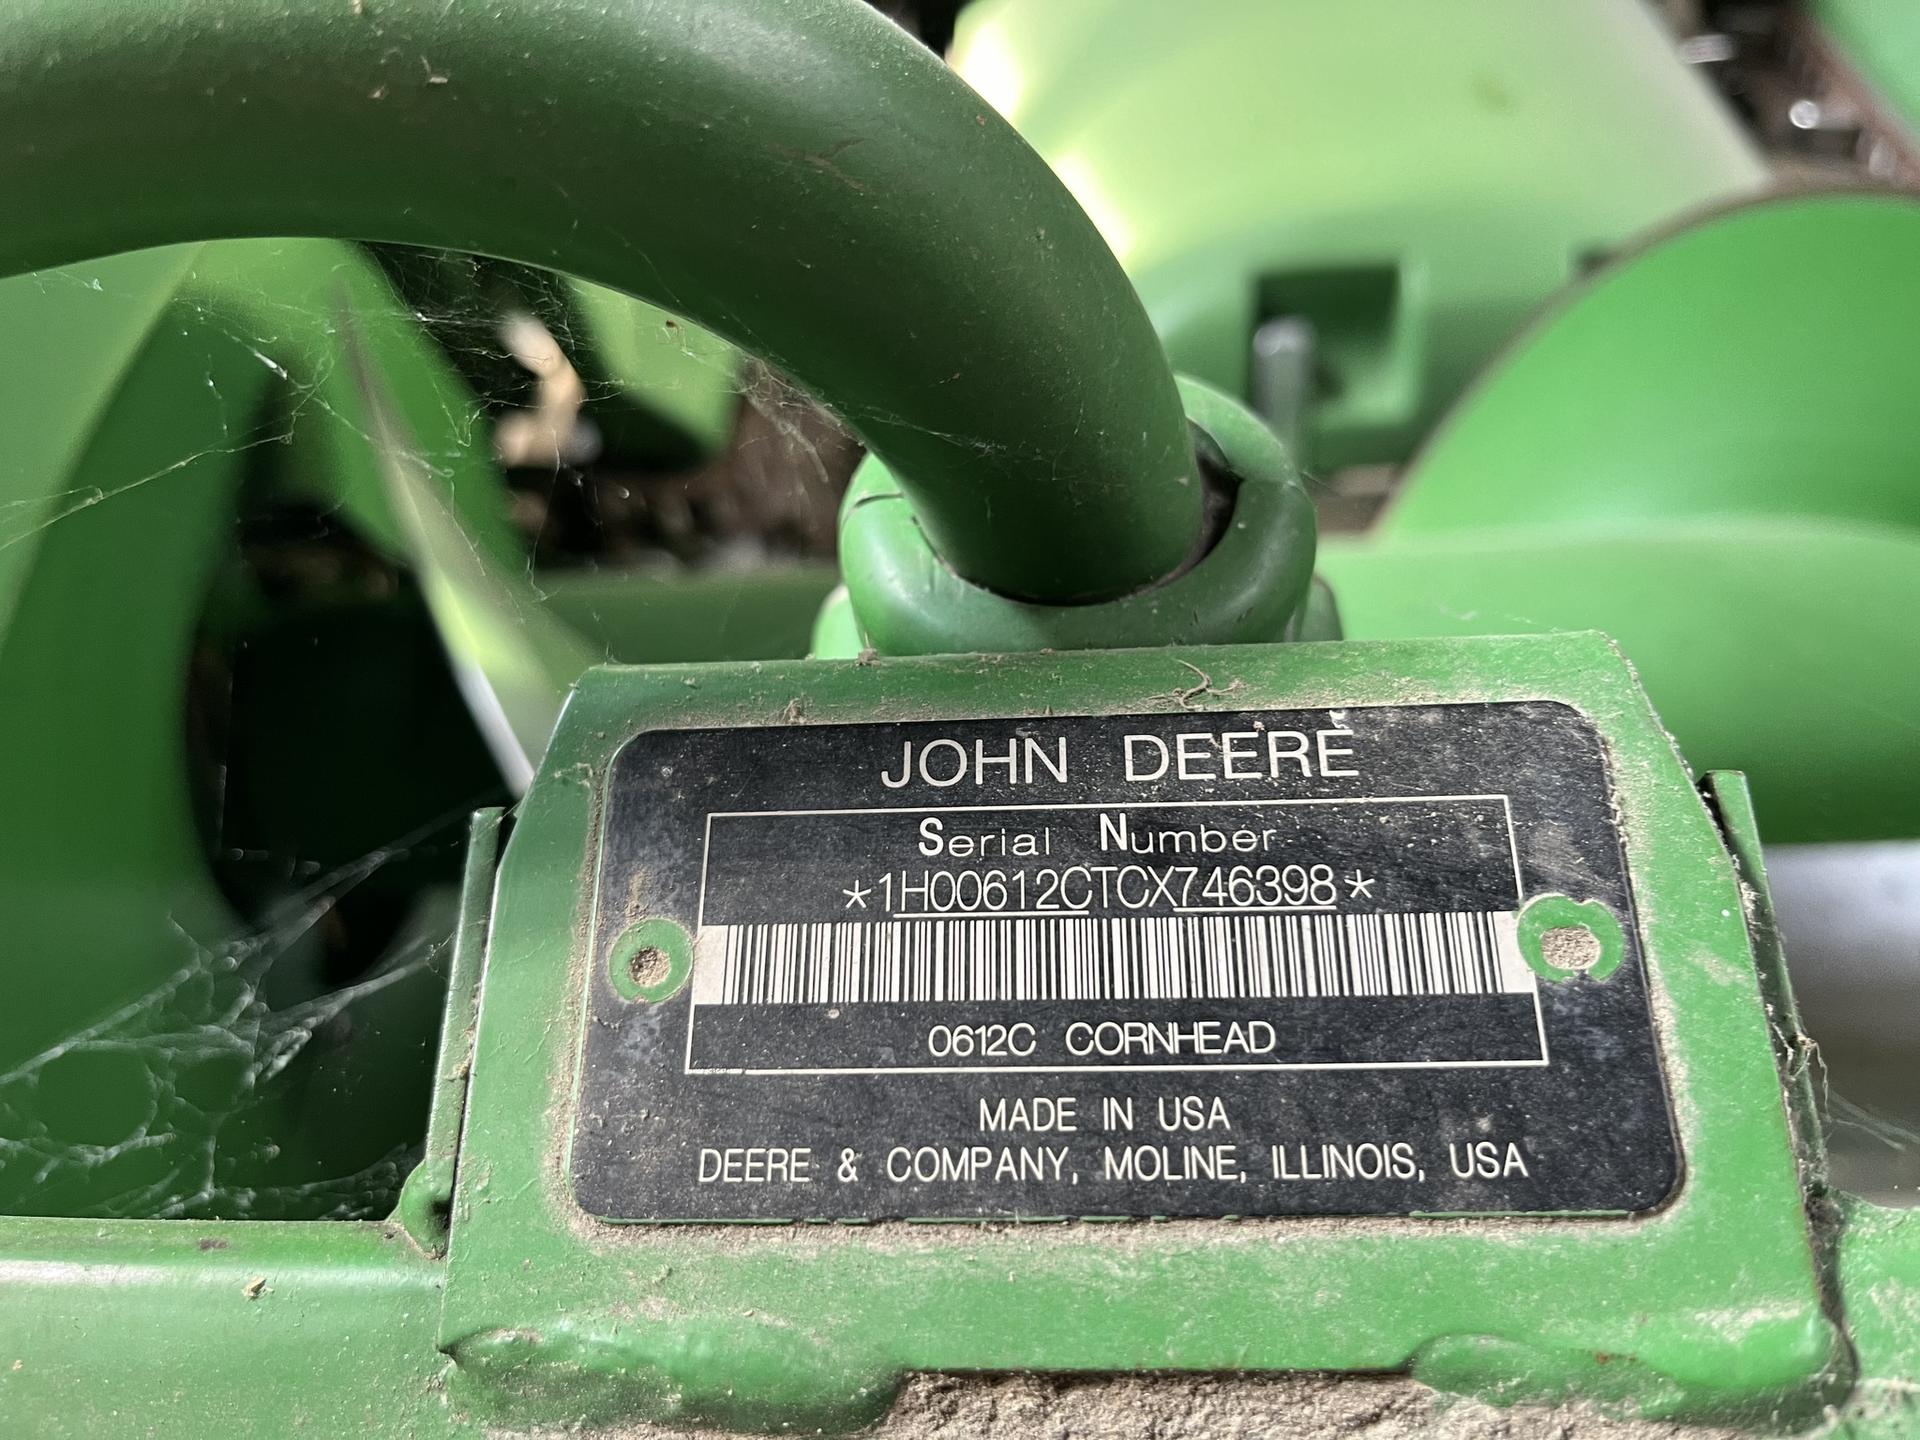 JOHN DEERE
Serial Number
*1H00612CTCX746398*
0612C CORNHEAD
MADE IN USA
DEERE & COMPANY, MOLINE, ILLINOIS, USA